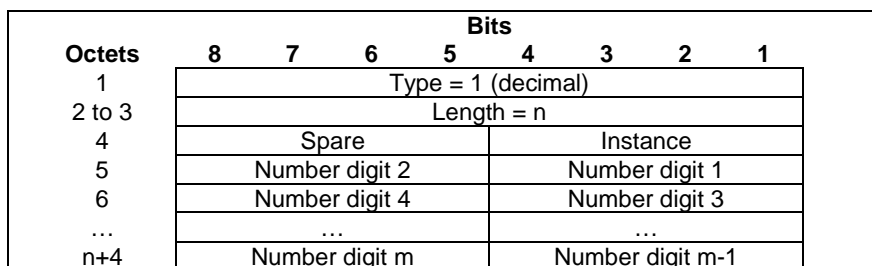 Bits
Octets 8 7 6 5 4 3 2 1
1 Type = 1 (decimal)
2 to 3 Length = n
4 Spare Instance
5 Number digit 2 Number digit 1
6 Number digit 4 Number digit 3
… … …
n+4 Number digit m Number digit m-1